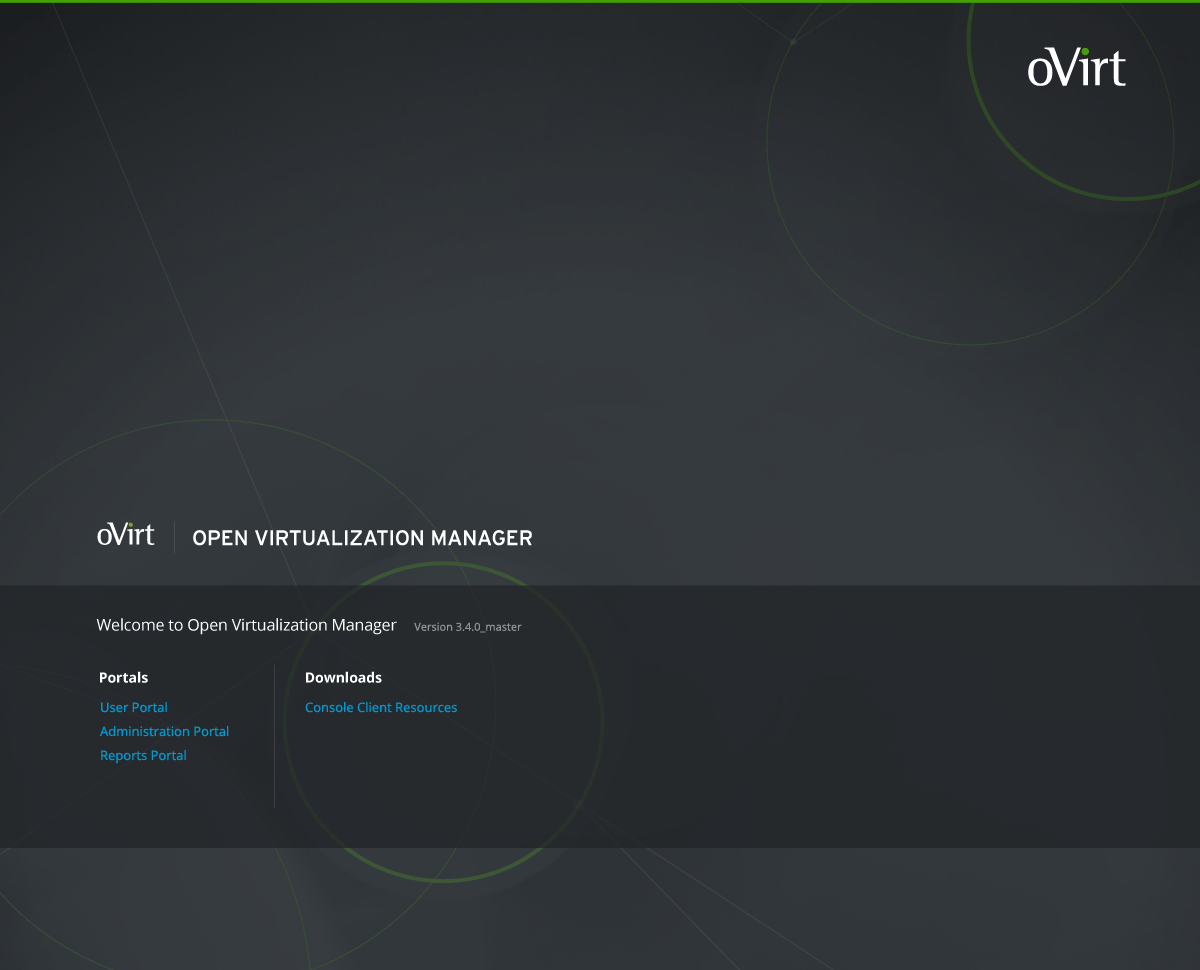 oVirt
oVirt OPEN VIRTUALIZATION MANAGER
Welcome to Open Virtualization Manager Version 3.4.0_master
Portals
User Portal
Administration Portal
Reports Portal
Downloads
Console Client Resources